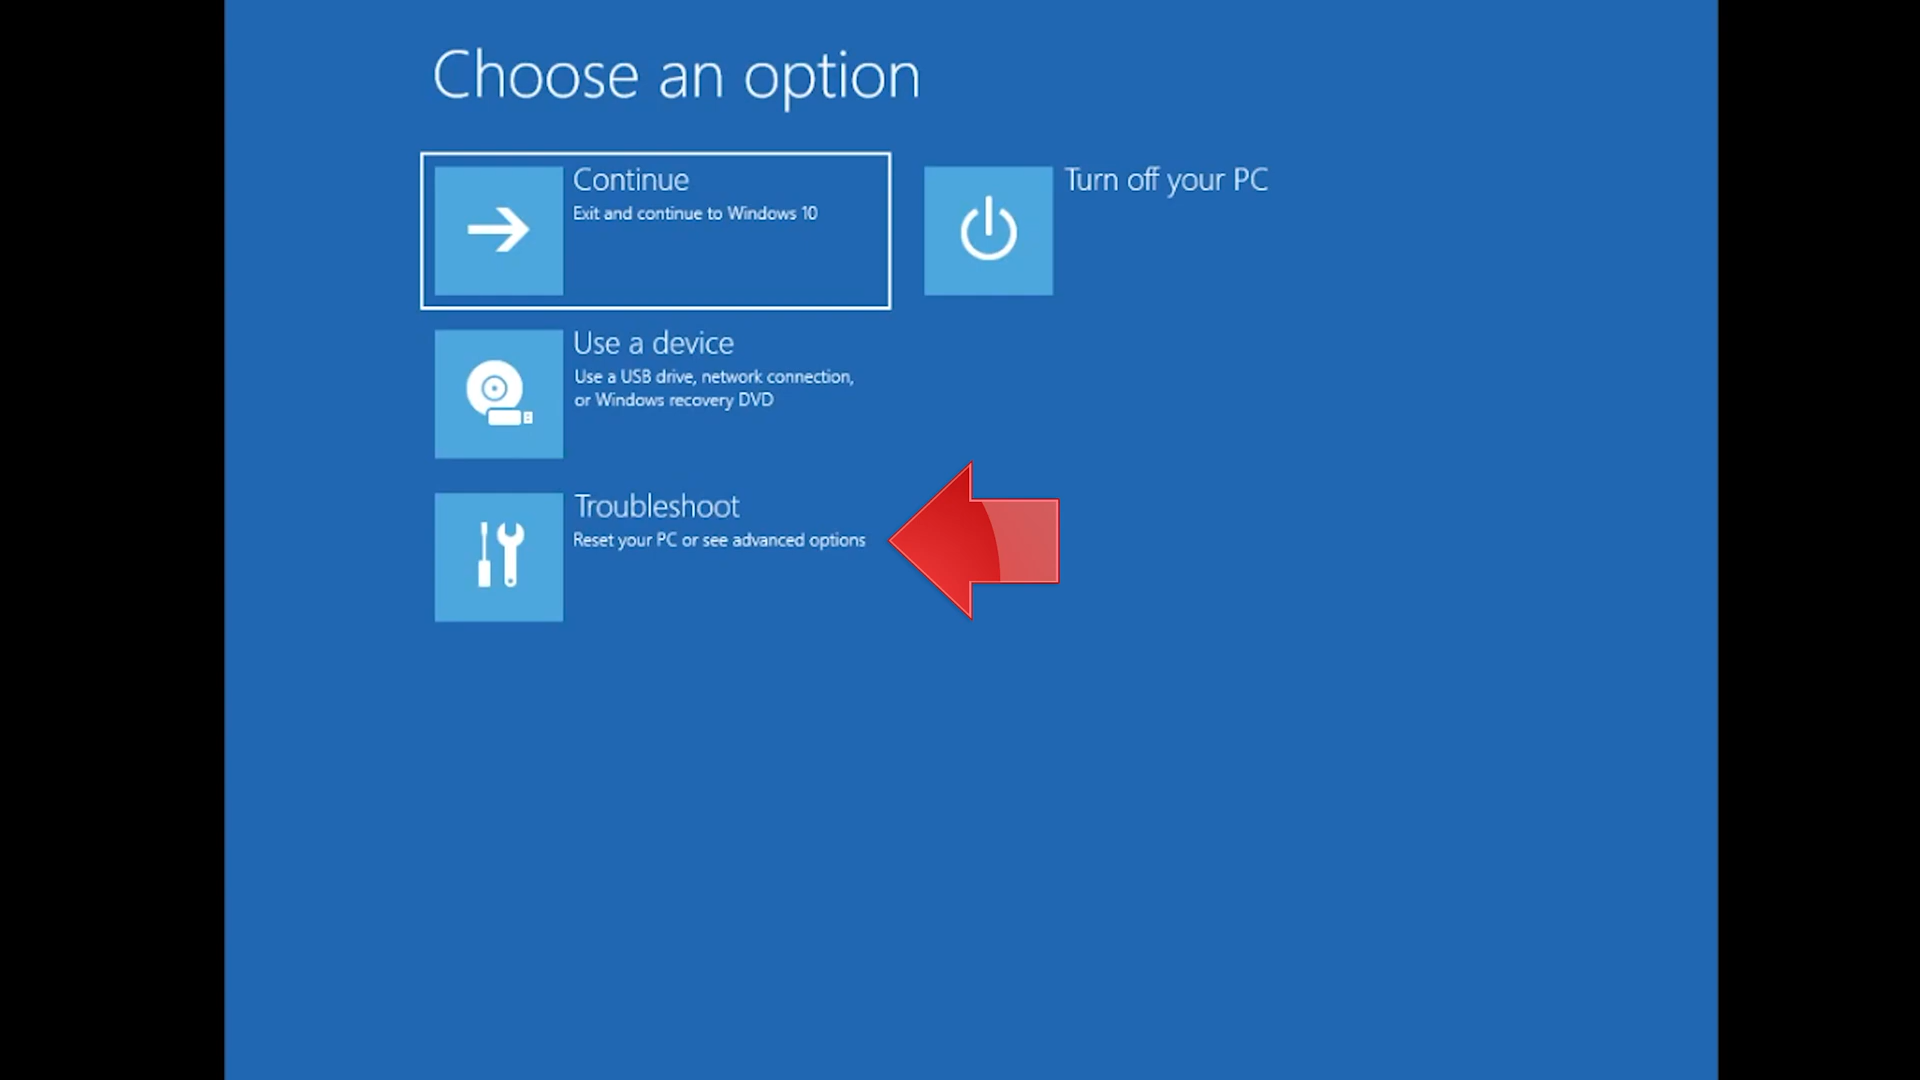 Choose an option
Continue
Exit and continue to Windows 10
Turn off your PC
Use a device
Use a USB drive, network connection,
or Windows recovery DVD
Troubleshoot
Reset your PC or see advanced options